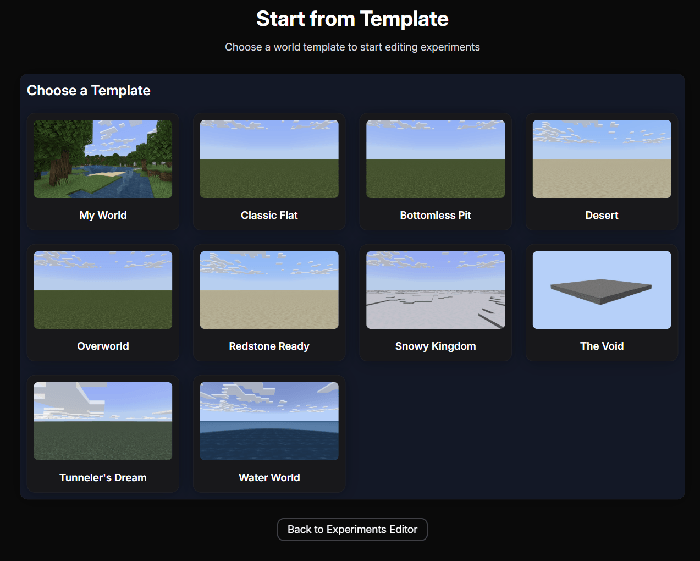 Start from Template
Choose a world template to start editing experiments
Choose a Template
My World
Classic Flat
Bottomless Pit
Desert
Overworld
Redstone Ready
Snowy Kingdom
The Void
Tunneler's Dream
Water World
Back to Experiments Editor